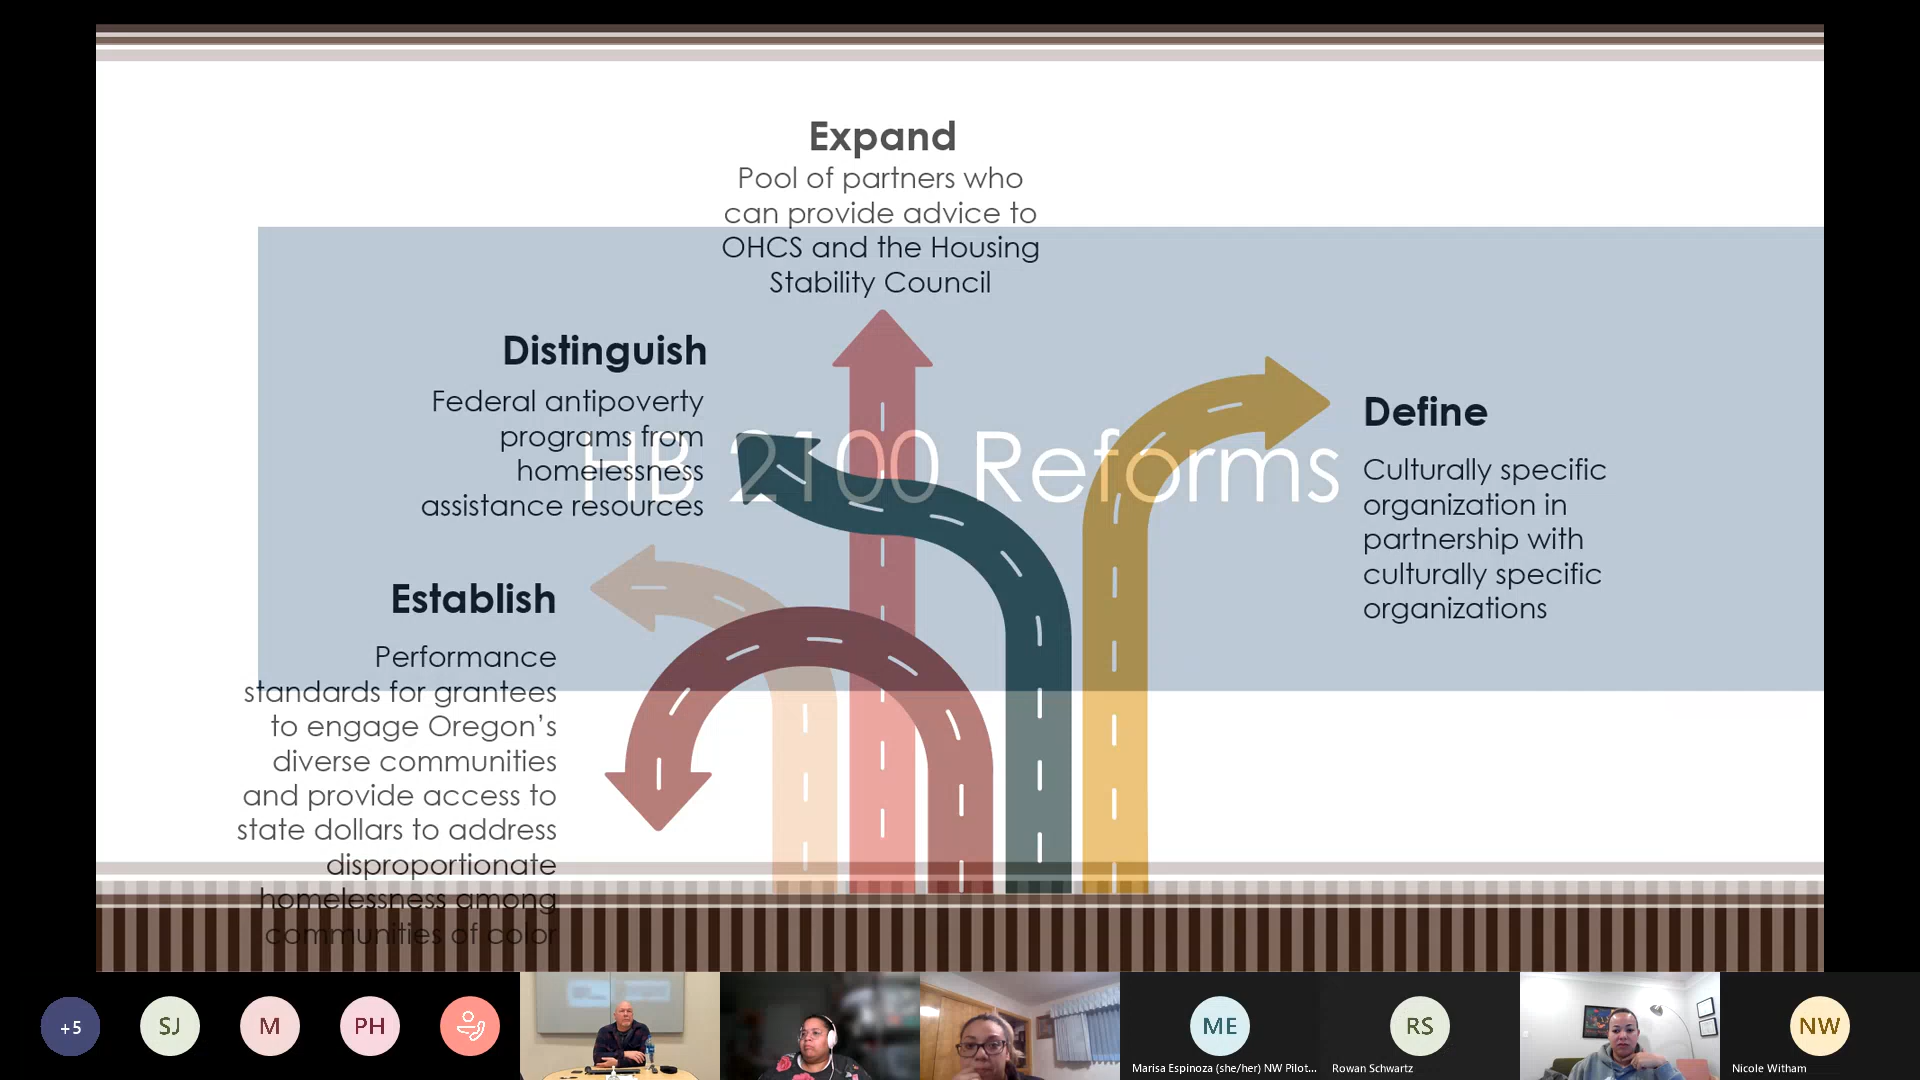 Expand
Pool of partners who
can provide advice to
OHCS and the Housing
Stability Council
Distinguish
Federal antipoverty
programs from
homelessness
assistance resources
HB 2100 Reforms
Define
Culturally specific
organization in
partnership with
culturally specific
organizations
Establish
Performance
standards for grantees
to engage Oregon’s
diverse communities
and provide access to
state dollars to address
disproportionate
homelessness among
communities of color
+5
SJ
M
PH
ME
RS
NW
Marisa Espinoza (she/her) NW Pilot...
Rowan Schwartz
Nicole Witham